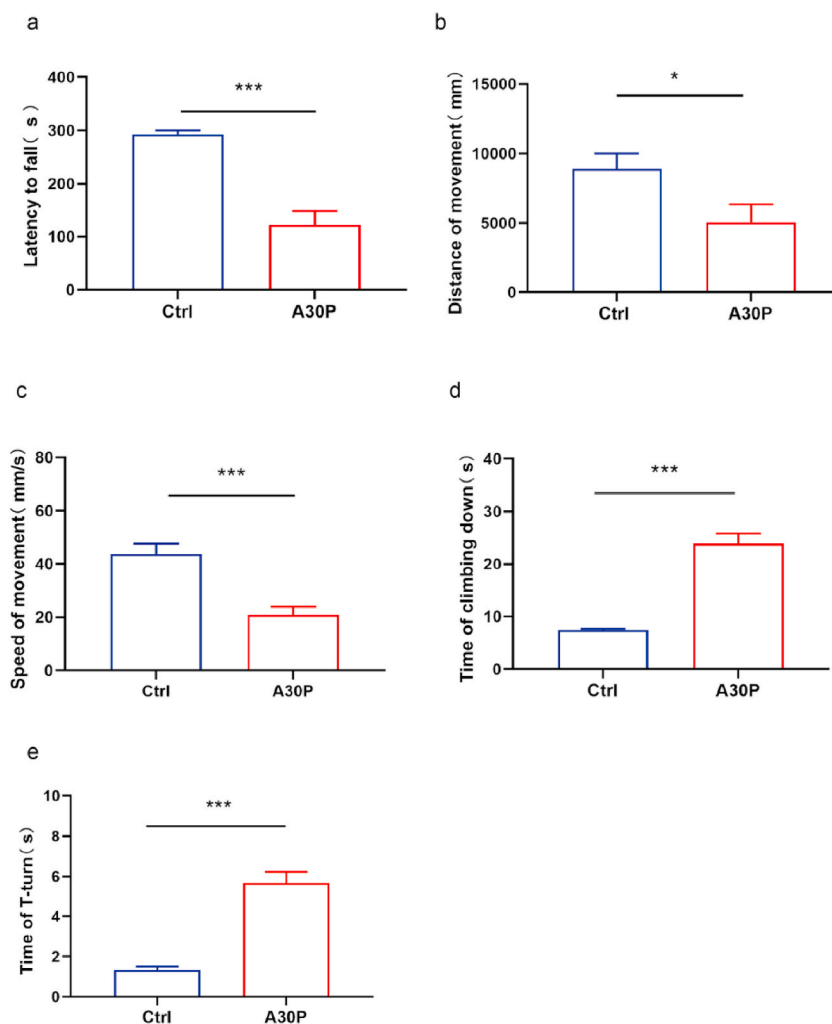 a
Latency to fall( s)
400
300
200
100
0
***
Ctrl
A30P
b
Distance of movement( mm)
15000
10000
5000
0
*
Ctrl
A30P
c
Speed of movement( mm/s)
80
60
40
20
0
***
Ctrl
A30P
d
Time of climbing down( s)
40
30
20
10
0
***
Ctrl
A30P
e
Time of T-turn( s)
10
8
6
4
2
0
***
Ctrl
A30P